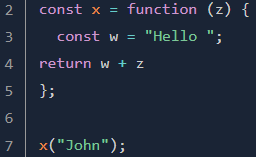 2 const x = function (z) {
3   const w = "Hello ";
4 return w + z
5 };
6
7 x("John");